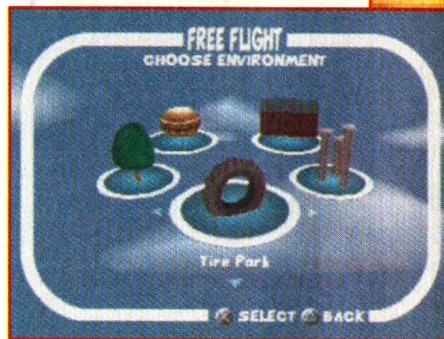 FREE FLIGHT
CHOOSE ENVIRONMENT
Tire Park
SELECT BACK